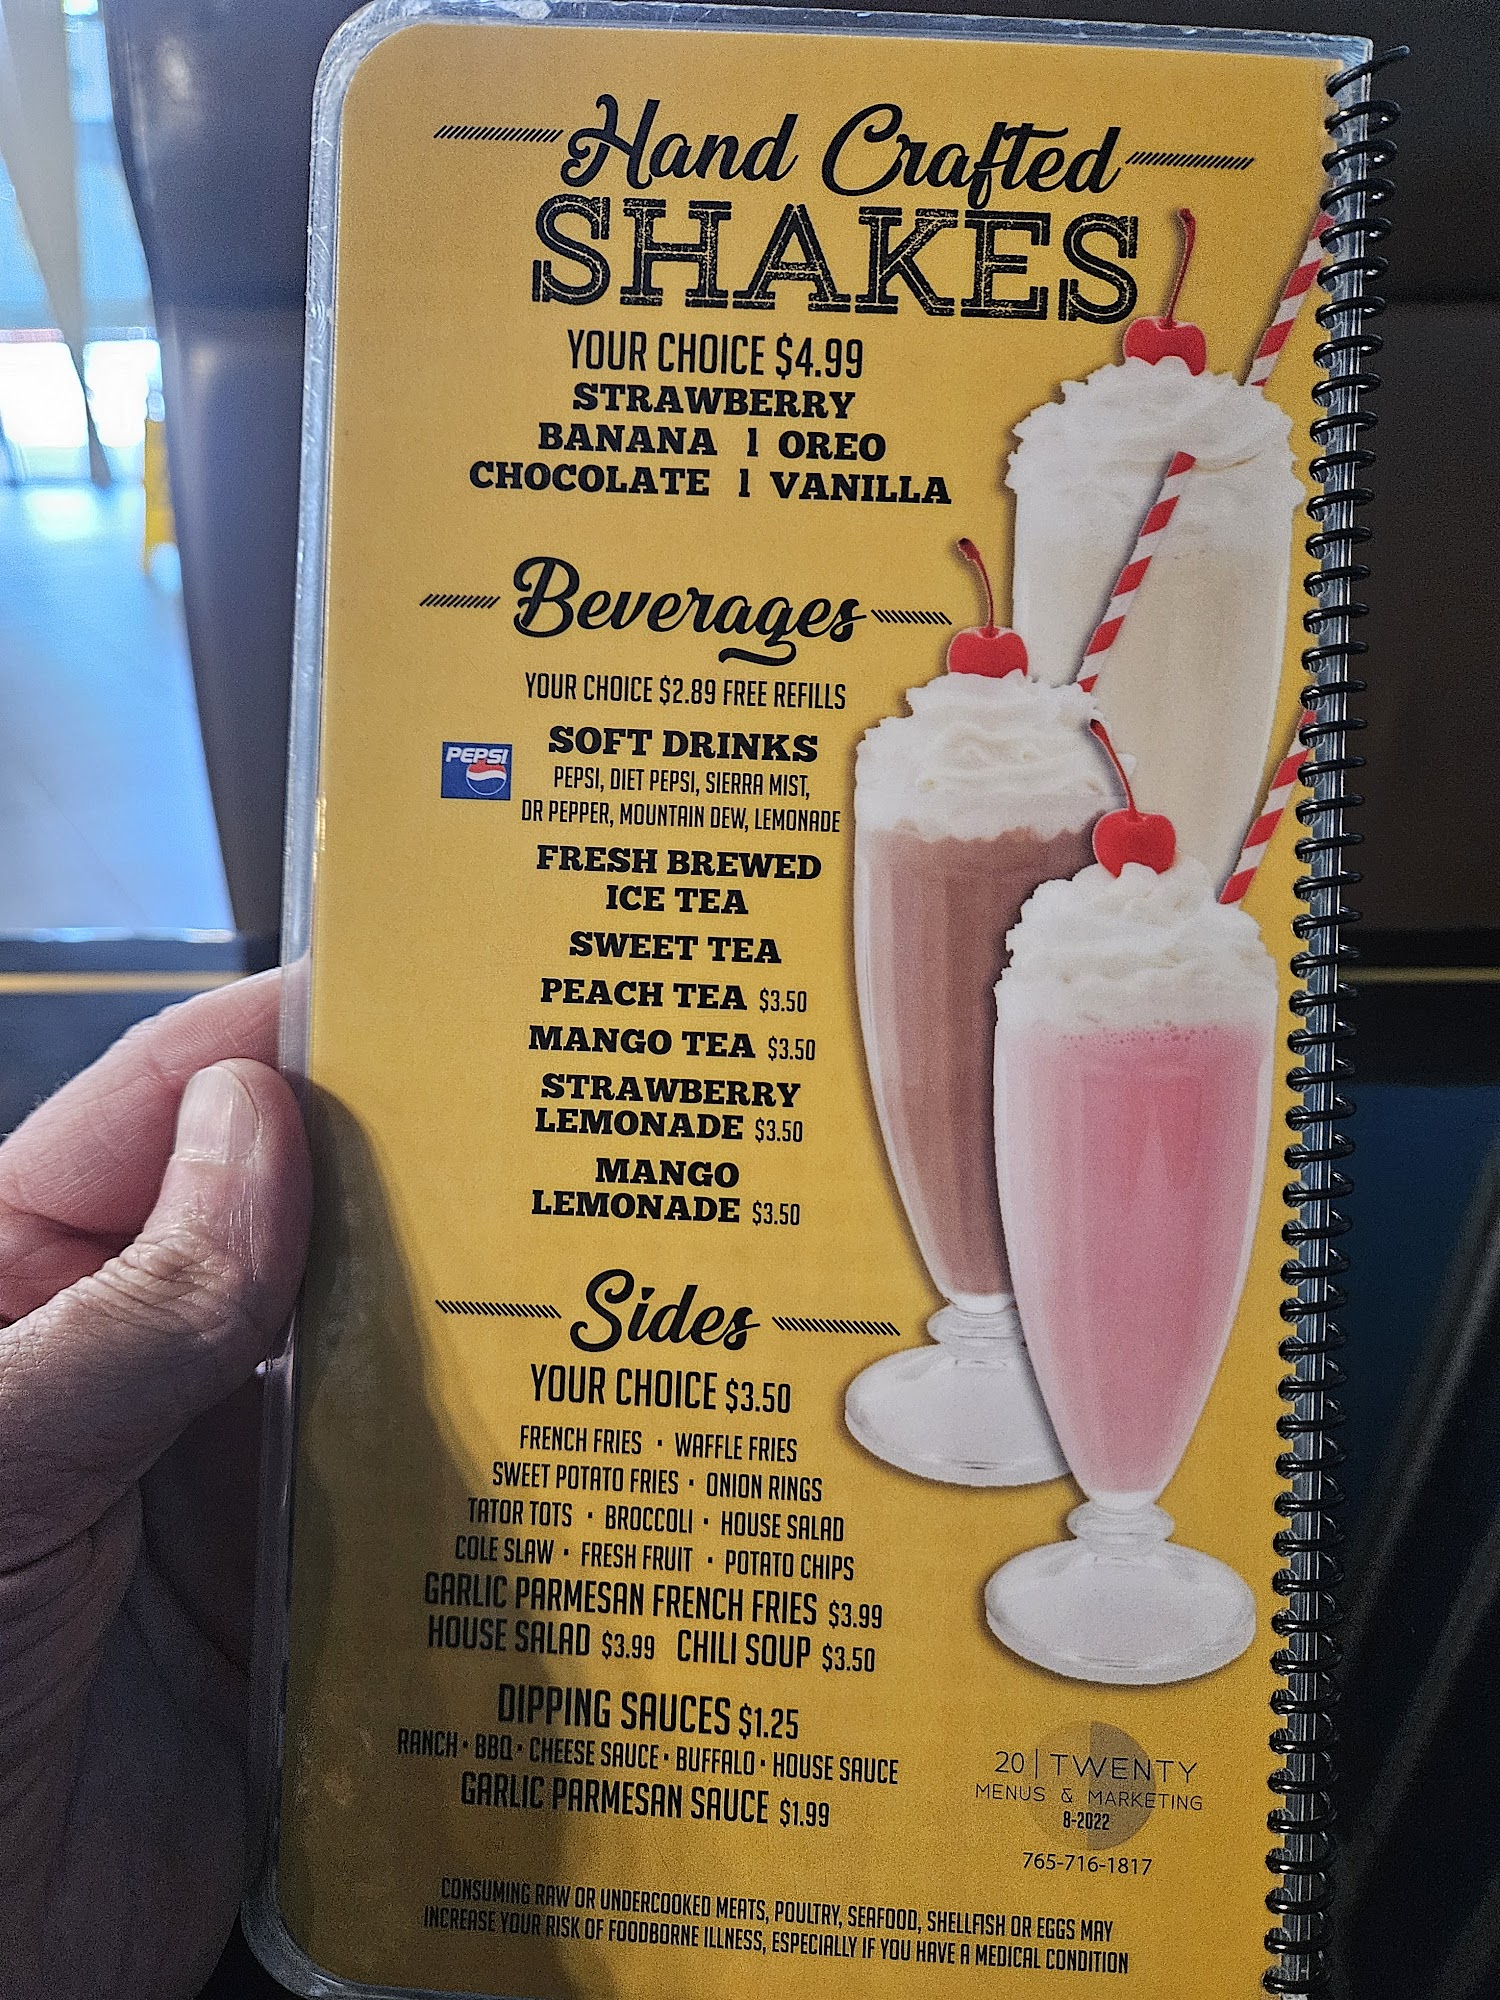 Hand Crafted
SHAKES
YOUR CHOICE $4.99
STRAWBERRY
BANANA | OREO
CHOCOLATE | VANILLA
Beverages
YOUR CHOICE $2.89 FREE REFILLS
PEPSI
SOFT DRINKS
PEPSI, DIET PEPSI, SIERRA MIST,
DR PEPPER, MOUNTAIN DEW, LEMONADE
FRESH BREWED
ICE TEA
SWEET TEA
PEACH TEA $3.50
MANGO TEA $3.50
STRAWBERRY
LEMONADE $3.50
MANGO
LEMONADE $3.50
Sides
YOUR CHOICE $3.50
FRENCH FRIES · WAFFLE FRIES
SWEET POTATO FRIES · ONION RINGS
TATOR TOTS · BROCCOLI · HOUSE SALAD
COLE SLAW · FRESH FRUIT · POTATO CHIPS
GARLIC PARMESAN FRENCH FRIES $3.99
HOUSE SALAD $3.99 CHILI SOUP $3.50
DIPPING SAUCES $1.25
RANCH · BBQ · CHEESE SAUCE · BUFFALO · HOUSE SAUCE
GARLIC PARMESAN SAUCE $1.99
20 | TWENTY
MENUS & MARKETING
8-2022
765-716-1817
CONSUMING RAW OR UNDERCOOKED MEATS, POULTRY, SEAFOOD, SHELLFISH OR EGGS MAY
INCREASE YOUR RISK OF FOODBORNE ILLNESS, ESPECIALLY IF YOU HAVE A MEDICAL CONDITION